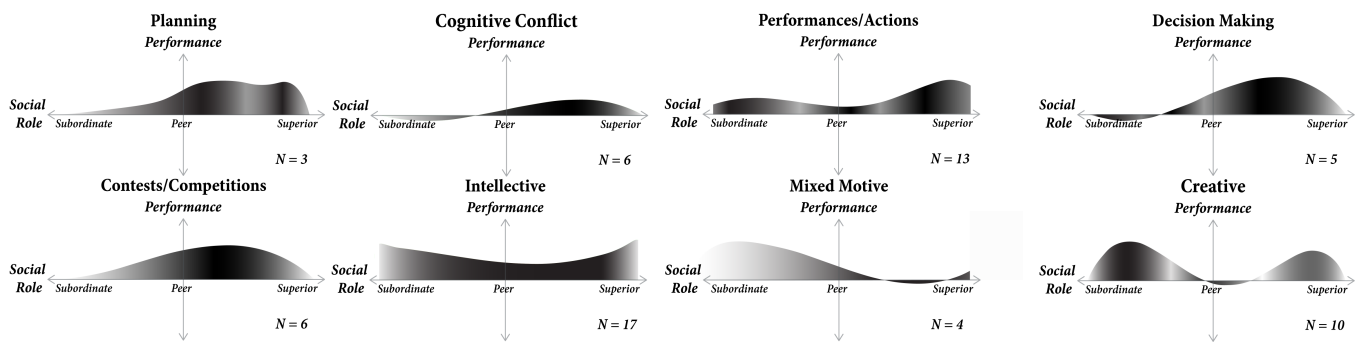 Planning
Performance
Social
Role
Subordinate
Peer
Superior
N = 3
Cognitive Conflict
Performance
Social
Role
Subordinate
Peer
Superior
N = 6
Performances/Actions
Performance
Social
Role
Subordinate
Peer
Superior
N = 13
Decision Making
Performance
Social
Role
Subordinate
Peer
Superior
N = 5
Contests/Competitions
Performance
Social
Role
Subordinate
Peer
Superior
N = 6
Intellective
Performance
Social
Role
Subordinate
Peer
Superior
N = 17
Mixed Motive
Performance
Social
Role
Subordinate
Peer
Superior
N = 4
Creative
Performance
Social
Role
Subordinate
Peer
Superior
N = 10